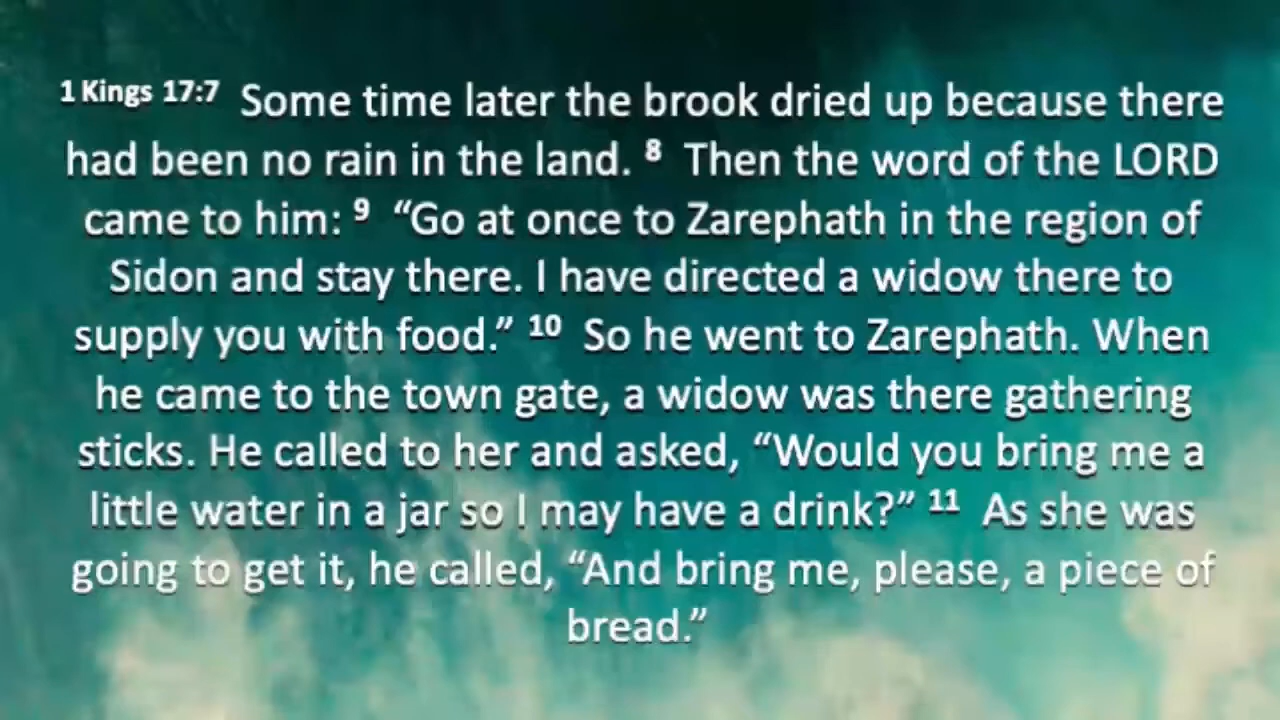 1 Kings 17:7 Some time later the brook dried up because there
had been no rain in the land. 8 Then the word of the LORD
came to him: 9 “Go at once to Zarephath in the region of
Sidon and stay there. I have directed a widow there to
supply you with food.” 10 So he went to Zarephath. When
he came to the town gate, a widow was there gathering
sticks. He called to her and asked, “Would you bring me a
little water in a jar so I may have a drink?” 11 As she was
going to get it, he called, “And bring me, please, a piece of
bread.”